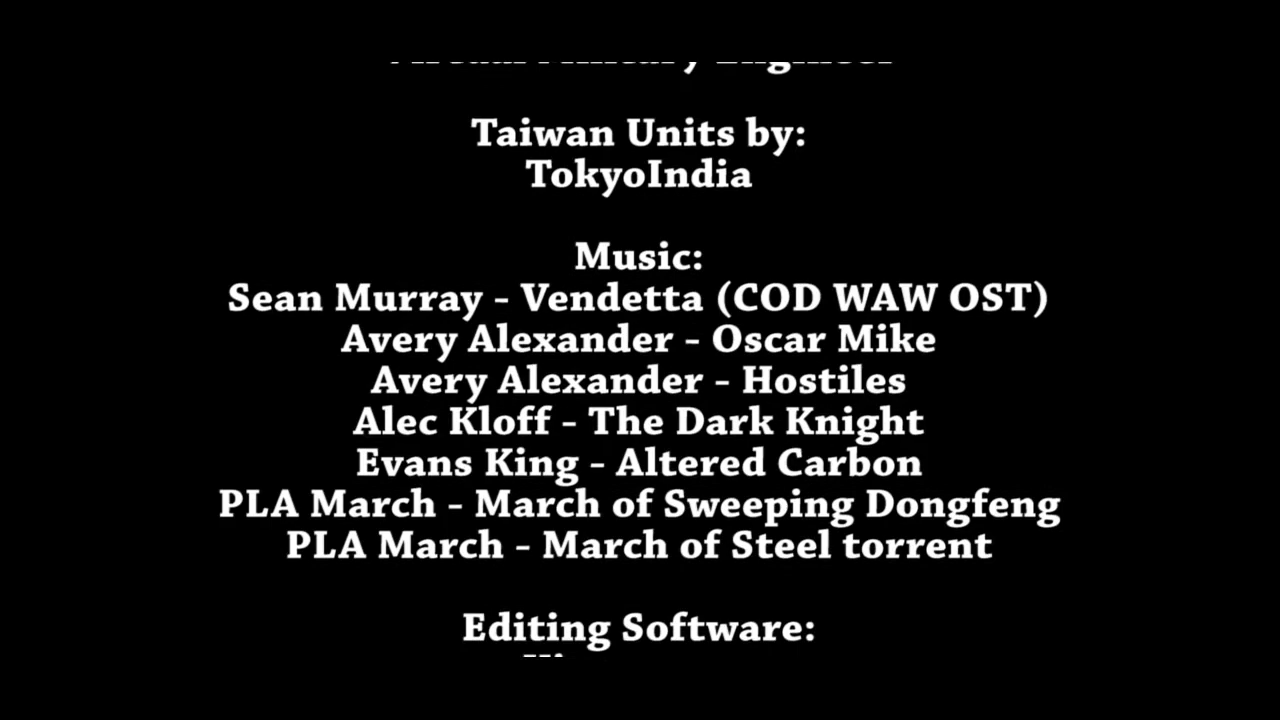 Taiwan Units by:
TokyoIndia
Music:
Sean Murray - Vendetta (COD WAW OST)
Avery Alexander - Oscar Mike
Avery Alexander - Hostiles
Alec Kloff - The Dark Knight
Evans King - Altered Carbon
PLA March - March of Sweeping Dongfeng
PLA March - March of Steel torrent
Editing Software: